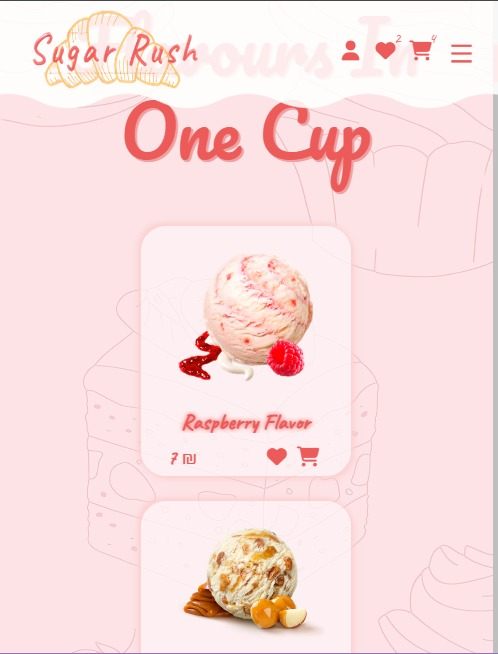 Flavours In
Sugar Rush
2
4
One Cup
Raspberry Flavor
7 ₪